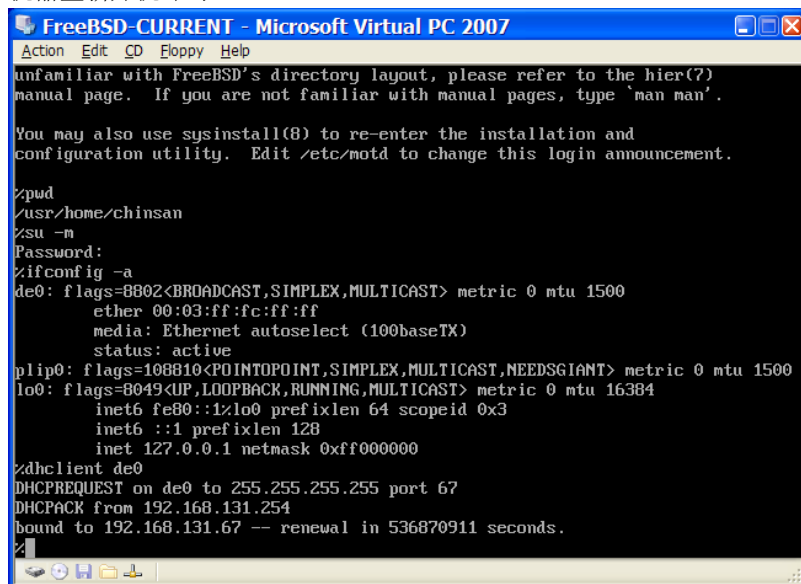 FreeBSD-CURRENT - Microsoft Virtual PC 2007
Action Edit CD Floppy Help
unfamiliar with FreeBSD's directory layout, please refer to the hier(7)
manual page.  If you are not familiar with manual pages, type `man man'.
You may also use sysinstall(8) to re-enter the installation and
configuration utility.  Edit /etc/motd to change this login announcement.
%pwd
/usr/home/chinsan
%su -m
Password:
%ifconfig -a
de0: flags=8802<BROADCAST,SIMPLEX,MULTICAST> metric 0 mtu 1500
        ether 00:03:ff:fc:ff:ff
        media: Ethernet autoselect (100baseTX)
        status: active
plip0: flags=108810<POINTOPOINT,SIMPLEX,MULTICAST,NEEDSGIANT> metric 0 mtu 1500
lo0: flags=8049<UP,LOOPBACK,RUNNING,MULTICAST> metric 0 mtu 16384
        inet6 fe80::1%lo0 prefixlen 64 scopeid 0x3
        inet6 ::1 prefixlen 128
        inet 127.0.0.1 netmask 0xff000000
%dhclient de0
DHCPREQUEST on de0 to 255.255.255.255 port 67
DHCPACK from 192.168.131.254
bound to 192.168.131.67 -- renewal in 536870911 seconds.
%